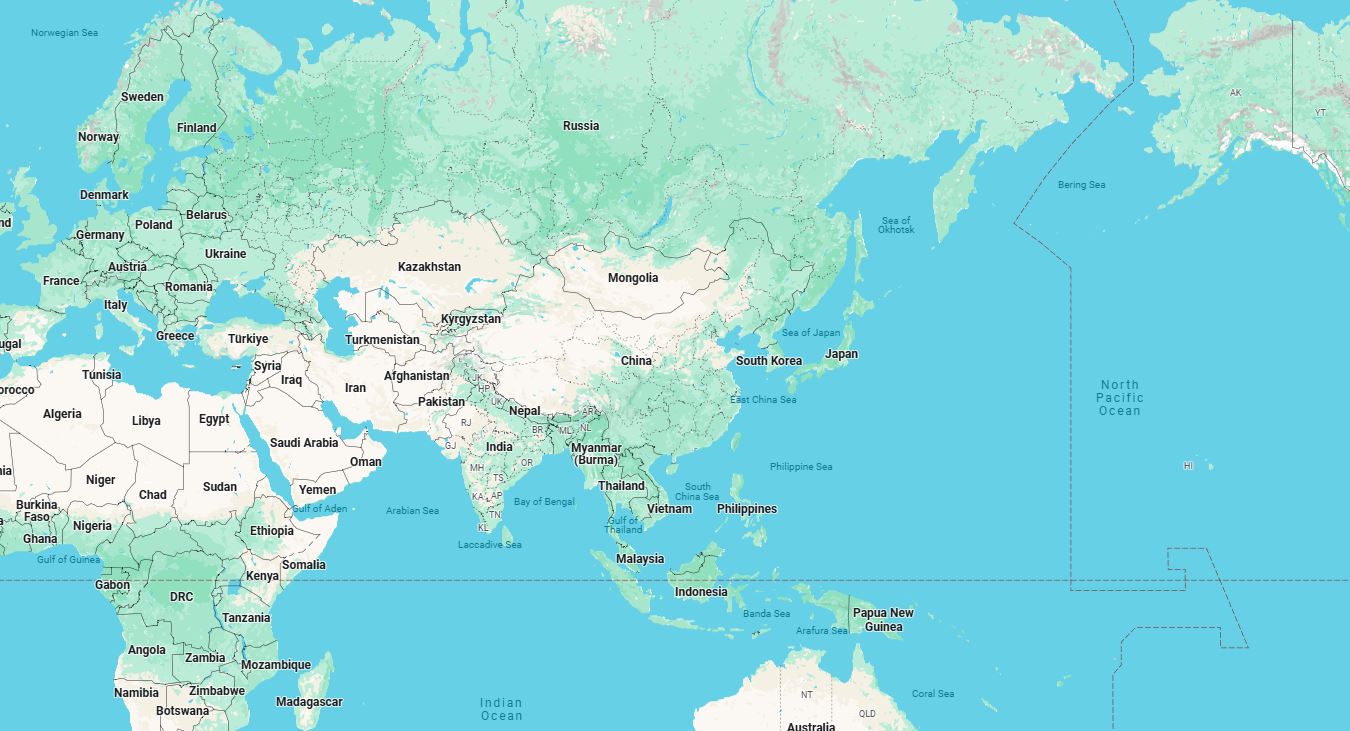 Norwegian Sea
Sweden
Finland
Norway
Russia
AK
YT
Denmark
Bering Sea
Belarus
Poland
Germany
Ukraine
Sea of
Okhotsk
nd
Austria
France
Romania
Kazakhstan
Mongolia
Italy
Greece
Türkiye
Kyrgyzstan
Turkmenistan
Sea of Japan
ugal
China
South Korea
Japan
Syria
Iraq
Iran
Afghanistan
Tunisia
orocco
JK
HP
UK
Pakistan
Nepal
AR
East China Sea
North
Pacific
Ocean
Algeria
Libya
Egypt
RJ
BR
ML
NL
Saudi Arabia
GJ
India
Myanmar
(Burma)
Oman
MH
OR
Philippine Sea
HI
nia
Niger
Chad
Sudan
Yemen
TS
Thailand
South
China Sea
Burkina
Faso
Gulf of Aden
Arabian Sea
KA
AP
Bay of Bengal
Vietnam
Philippines
Nigeria
Ghana
Ethiopia
TN
KL
Gulf of
Thailand
Laccadive Sea
Gulf of Guinea
Somalia
Malaysia
Gabon
Kenya
DRC
Indonesia
Tanzania
Banda Sea
Arafura Sea
Papua New
Guinea
Angola
Zambia
Mozambique
Namibia
Zimbabwe
Botswana
Madagascar
Indian
Ocean
NT
QLD
Coral Sea
Australia